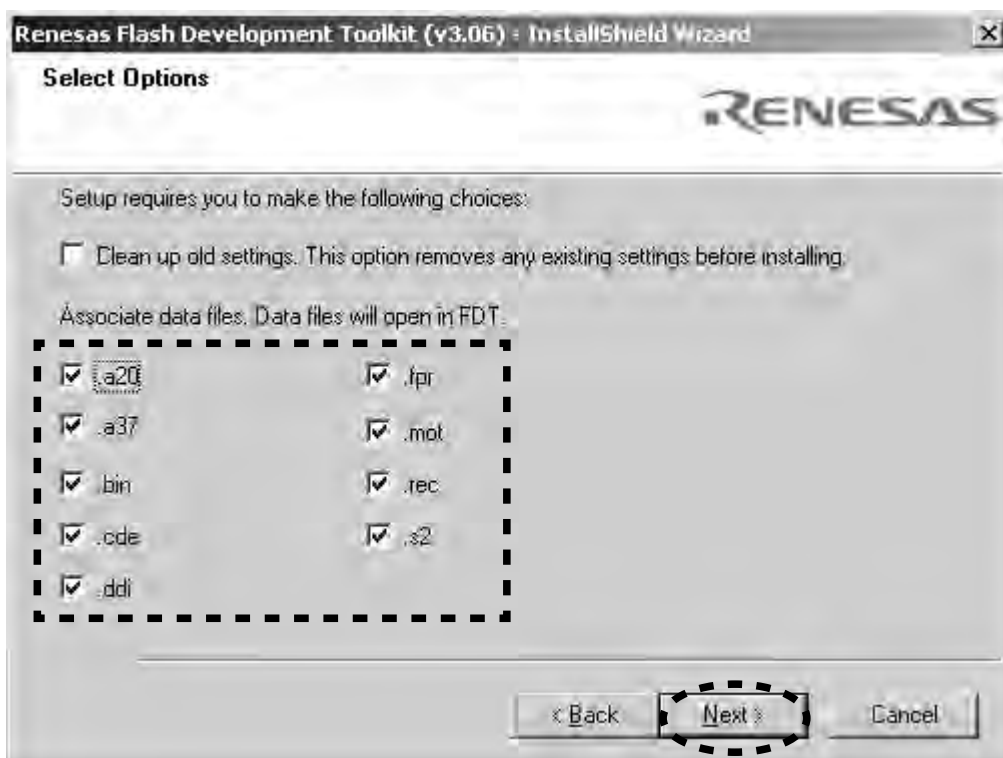 Renesas Flash Development Toolkit (v3.06) - InstallShield Wizard
Select Options
RENESAS
Setup requires you to make the following choices:
Clean up old settings. This option removes any existing settings before installing.
Associate data files. Data files will open in FDT.
.a20 .fpr
.a37 .mot
.bin .rec
.cde .s2
.ddi
< Back Next > Cancel